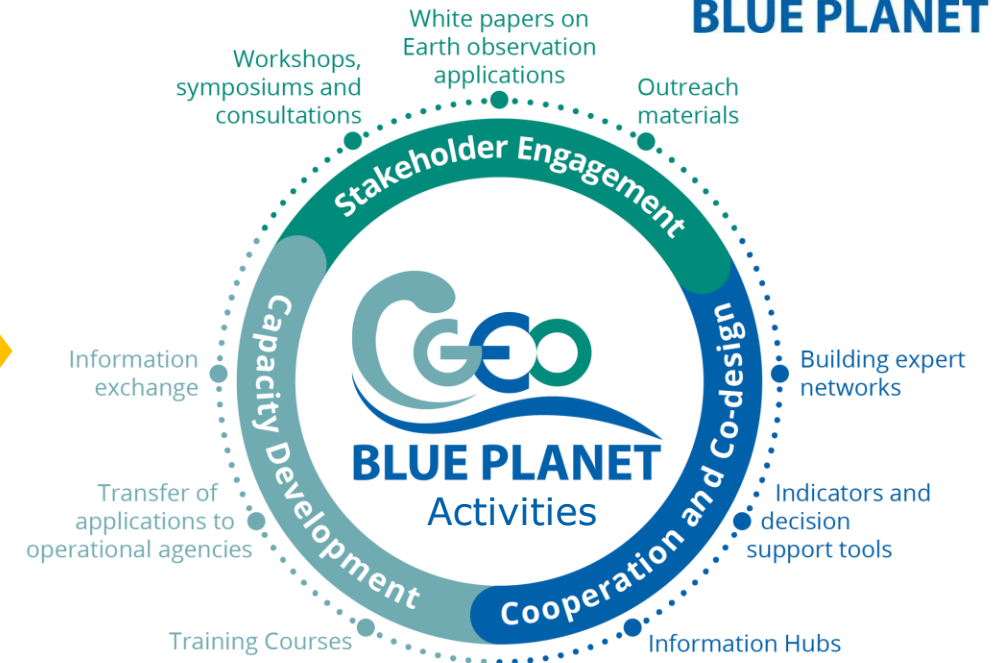 BLUE PLANET
White papers on
Earth observation
applications
Workshops,
symposiums and
consultations
Outreach
materials
Stakeholder Engagement
Capacity Development
Cooperation and Co-design
GEO
BLUE PLANET
Activities
Information
exchange
Building expert
networks
Transfer of
applications to
operational agencies
Indicators and
decision
support tools
Training Courses
Information Hubs